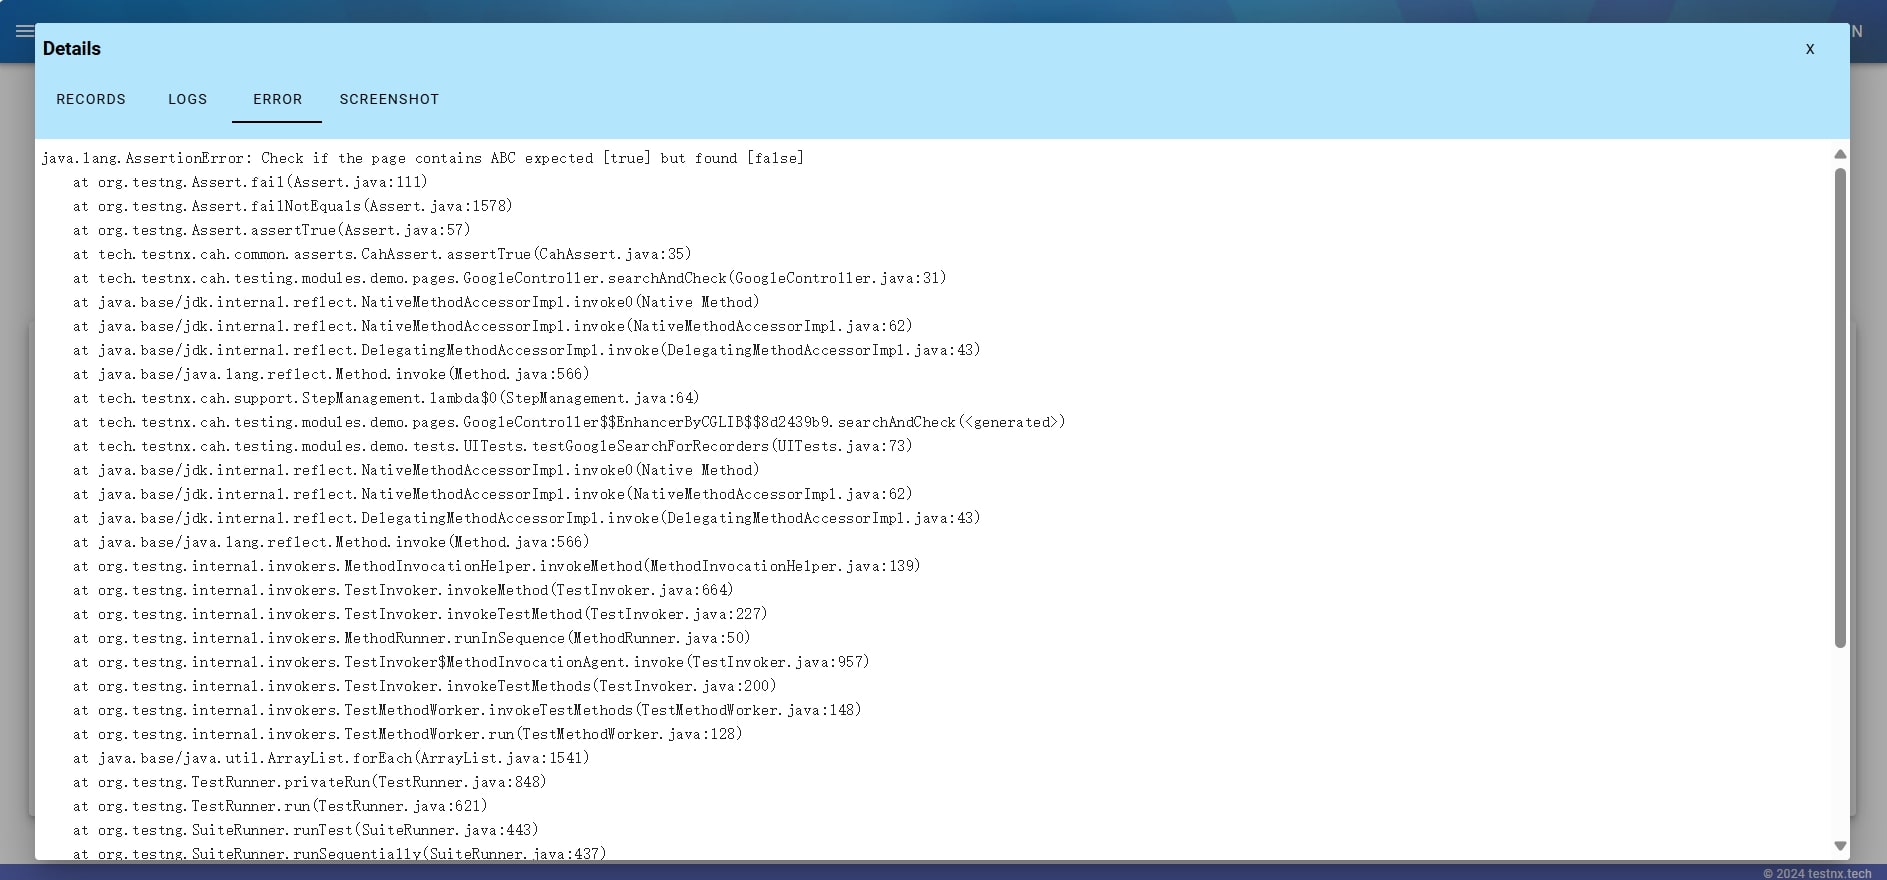 N
Details
X
RECORDS LOGS ERROR SCREENSHOT
java.lang.AssertionError: Check if the page contains ABC expected [true] but found [false]
at org.testng.Assert.fail(Assert.java:111)
at org.testng.Assert.failNotEquals(Assert.java:1578)
at org.testng.Assert.assertTrue(Assert.java:57)
at tech.testnx.cah.common.asserts.CahAssert.assertTrue(CahAssert.java:35)
at tech.testnx.cah.testing.modules.demo.pages.GoogleController.searchAndCheck(GoogleController.java:31)
at java.base/jdk.internal.reflect.NativeMethodAccessorImpl.invoke0(Native Method)
at java.base/jdk.internal.reflect.NativeMethodAccessorImpl.invoke(NativeMethodAccessorImpl.java:62)
at java.base/jdk.internal.reflect.DelegatingMethodAccessorImpl.invoke(DelegatingMethodAccessorImpl.java:43)
at java.base/java.lang.reflect.Method.invoke(Method.java:566)
at tech.testnx.cah.support.StepManagement.lambda$0(StepManagement.java:64)
at tech.testnx.cah.testing.modules.demo.pages.GoogleController$$EnhancerByCGLIB$$8d2439b9.searchAndCheck(<generated>)
at tech.testnx.cah.testing.modules.demo.tests.UITests.testGoogleSearchForRecorders(UITests.java:73)
at java.base/jdk.internal.reflect.NativeMethodAccessorImpl.invoke0(Native Method)
at java.base/jdk.internal.reflect.NativeMethodAccessorImpl.invoke(NativeMethodAccessorImpl.java:62)
at java.base/jdk.internal.reflect.DelegatingMethodAccessorImpl.invoke(DelegatingMethodAccessorImpl.java:43)
at java.base/java.lang.reflect.Method.invoke(Method.java:566)
at org.testng.internal.invokers.MethodInvocationHelper.invokeMethod(MethodInvocationHelper.java:139)
at org.testng.internal.invokers.TestInvoker.invokeMethod(TestInvoker.java:664)
at org.testng.internal.invokers.TestInvoker.invokeTestMethod(TestInvoker.java:227)
at org.testng.internal.invokers.MethodRunner.runInSequence(MethodRunner.java:50)
at org.testng.internal.invokers.TestInvoker$MethodInvocationAgent.invoke(TestInvoker.java:957)
at org.testng.internal.invokers.TestInvoker.invokeTestMethods(TestInvoker.java:200)
at org.testng.internal.invokers.TestMethodWorker.invokeTestMethods(TestMethodWorker.java:148)
at org.testng.internal.invokers.TestMethodWorker.run(TestMethodWorker.java:128)
at java.base/java.util.ArrayList.forEach(ArrayList.java:1541)
at org.testng.TestRunner.privateRun(TestRunner.java:848)
at org.testng.TestRunner.run(TestRunner.java:621)
at org.testng.SuiteRunner.runTest(SuiteRunner.java:443)
at org.testng.SuiteRunner.runSequentially(SuiteRunner.java:437)
© 2024 testnx.tech